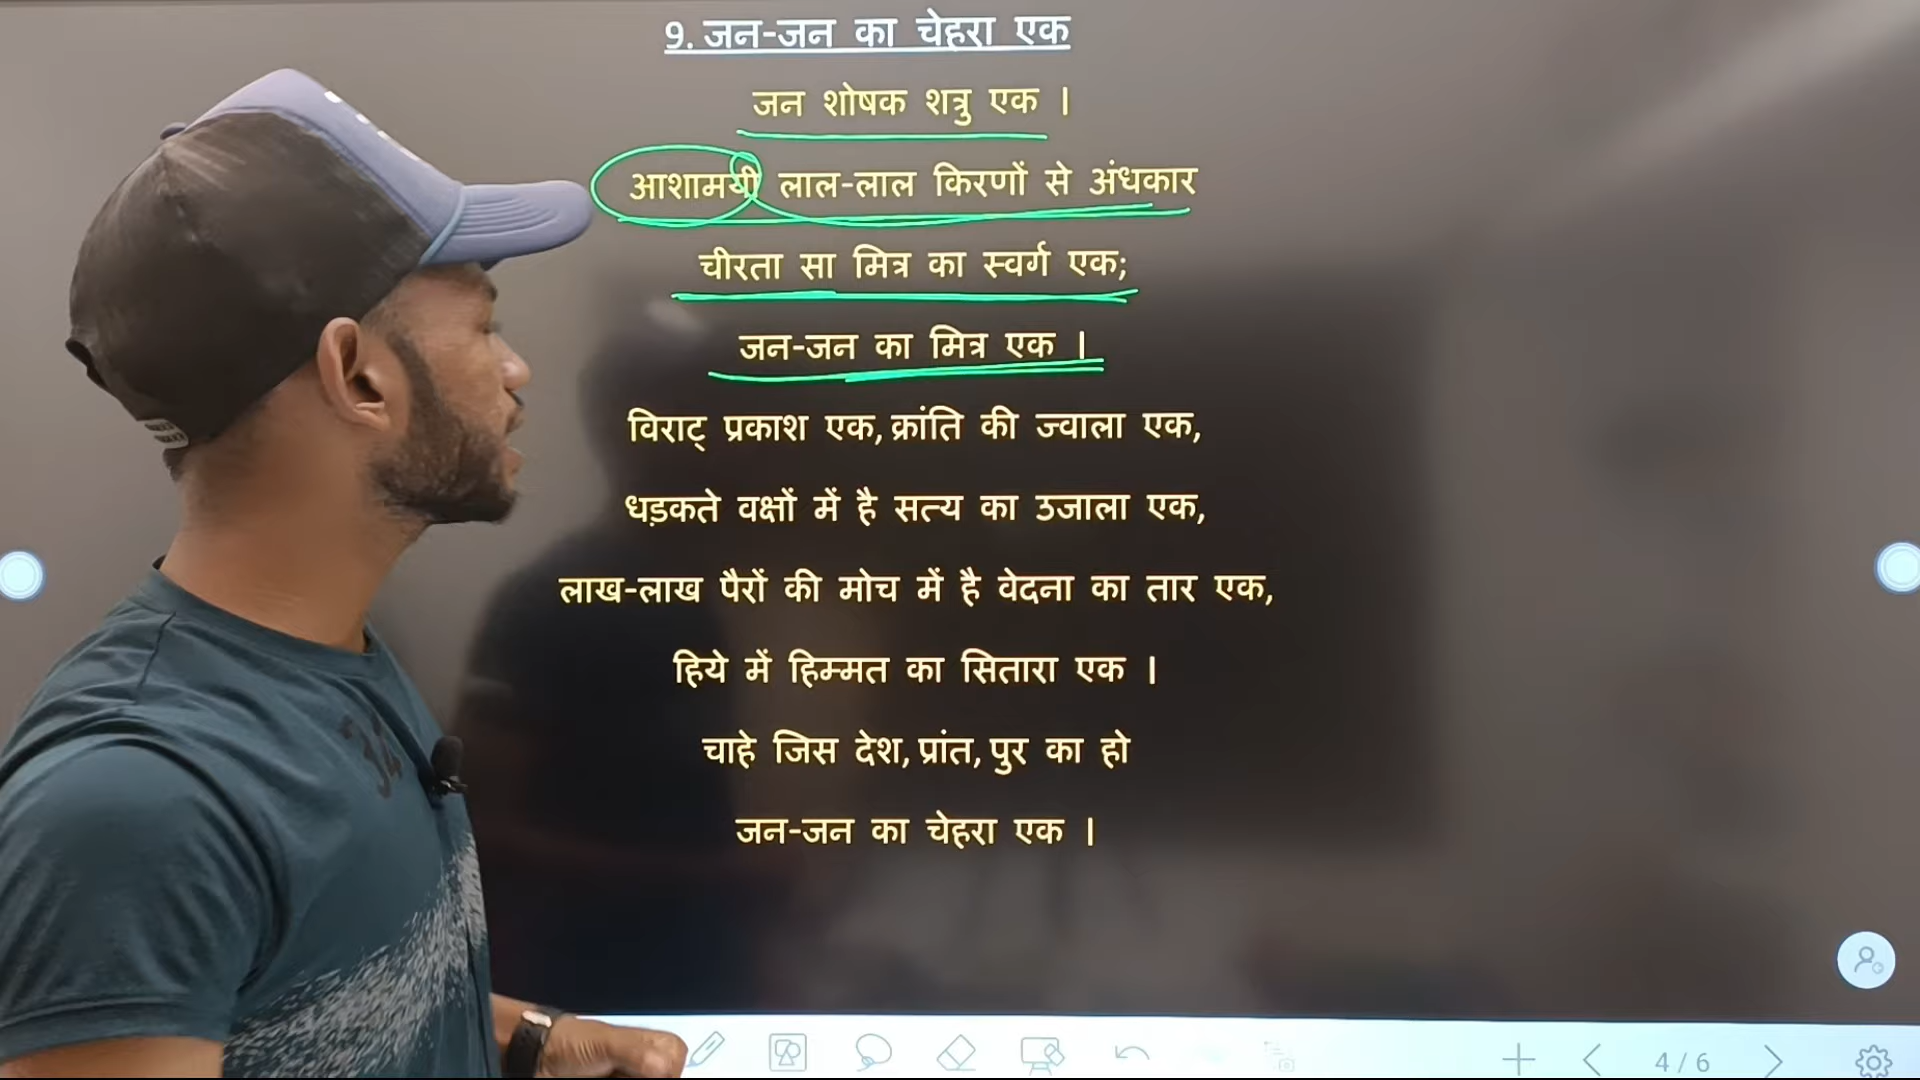 9. जन-जन का चेहरा एक
जन शोषक शत्रु एक ।
आशामयी लाल-लाल किरणों से अंधकार
चीरता सा मित्र का स्वर्ग एक;
जन-जन का मित्र एक ।
विराट् प्रकाश एक, क्रांति की ज्वाला एक,
धड़कते वक्षों में है सत्य का उजाला एक,
लाख-लाख पैरों की मोच में है वेदना का तार एक,
हिये में हिम्मत का सितारा एक ।
चाहे जिस देश, प्रांत, पुर का हो
जन-जन का चेहरा एक ।
4 / 6